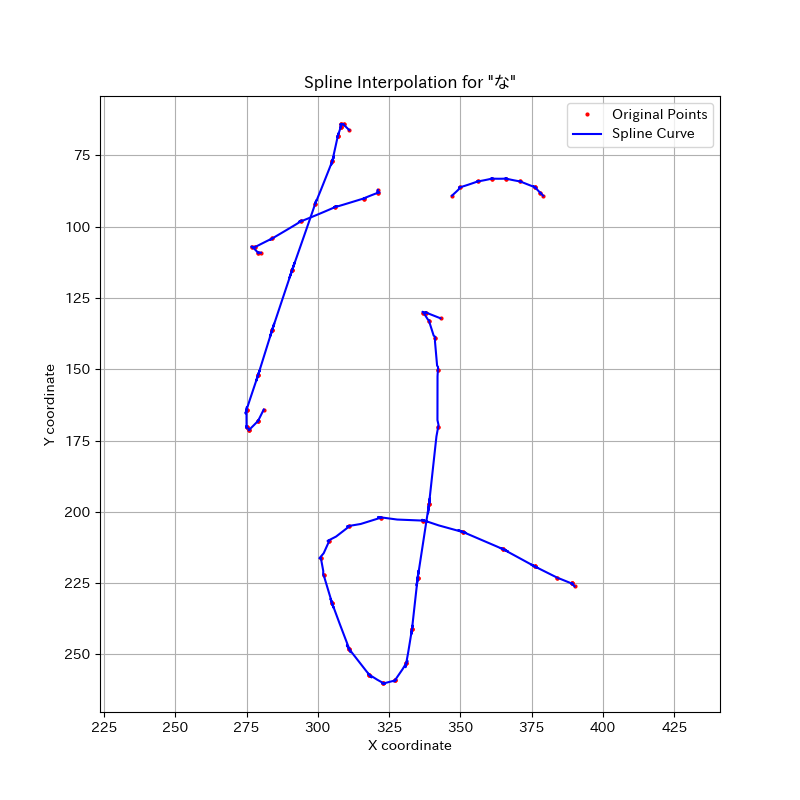 Spline Interpolation for "な"
Original Points
Spline Curve
75
100
125
150
175
200
225
250
Y coordinate
225 250 275 300 325 350 375 400 425
X coordinate
な